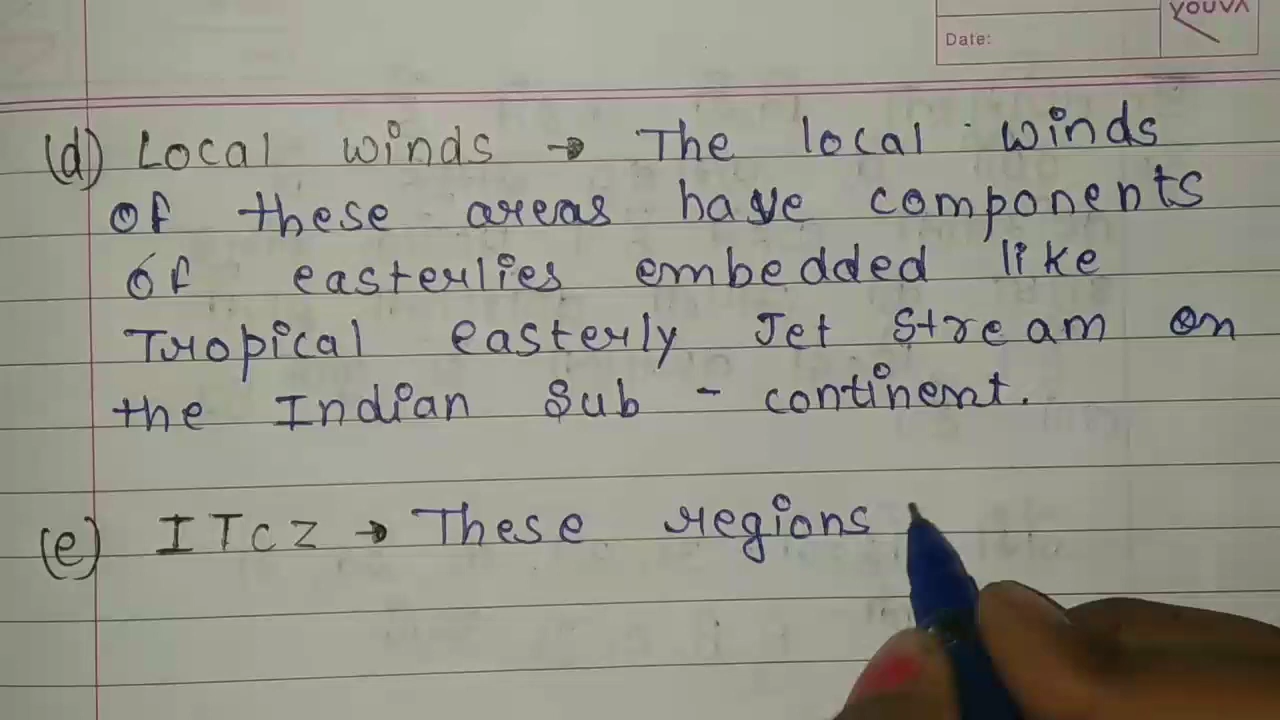 YOUVA
Date:
(d) Local winds → The local winds
of these areas have components
of easterlies embedded like
Tropical easterly Jet Stream on
the Indian Sub - continent.
(e) ITCZ → These regions